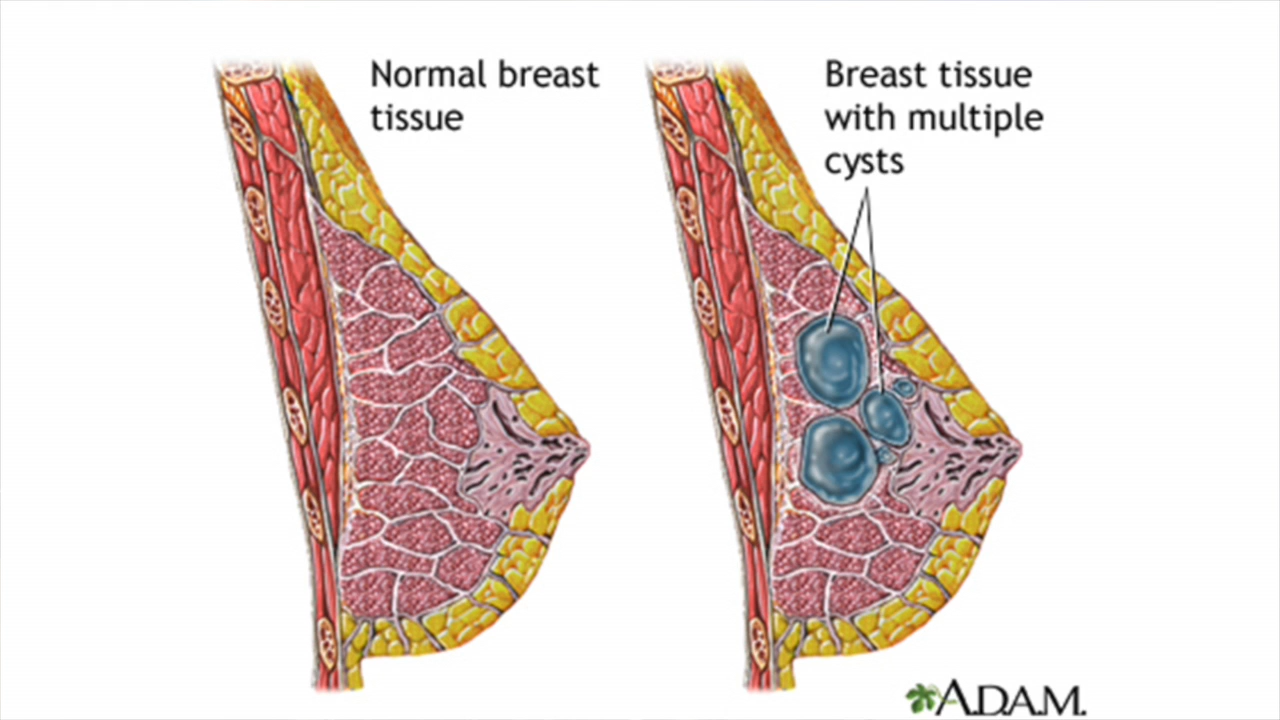 Normal breast
tissue
Breast tissue
with multiple
cysts
A.D.A.M.